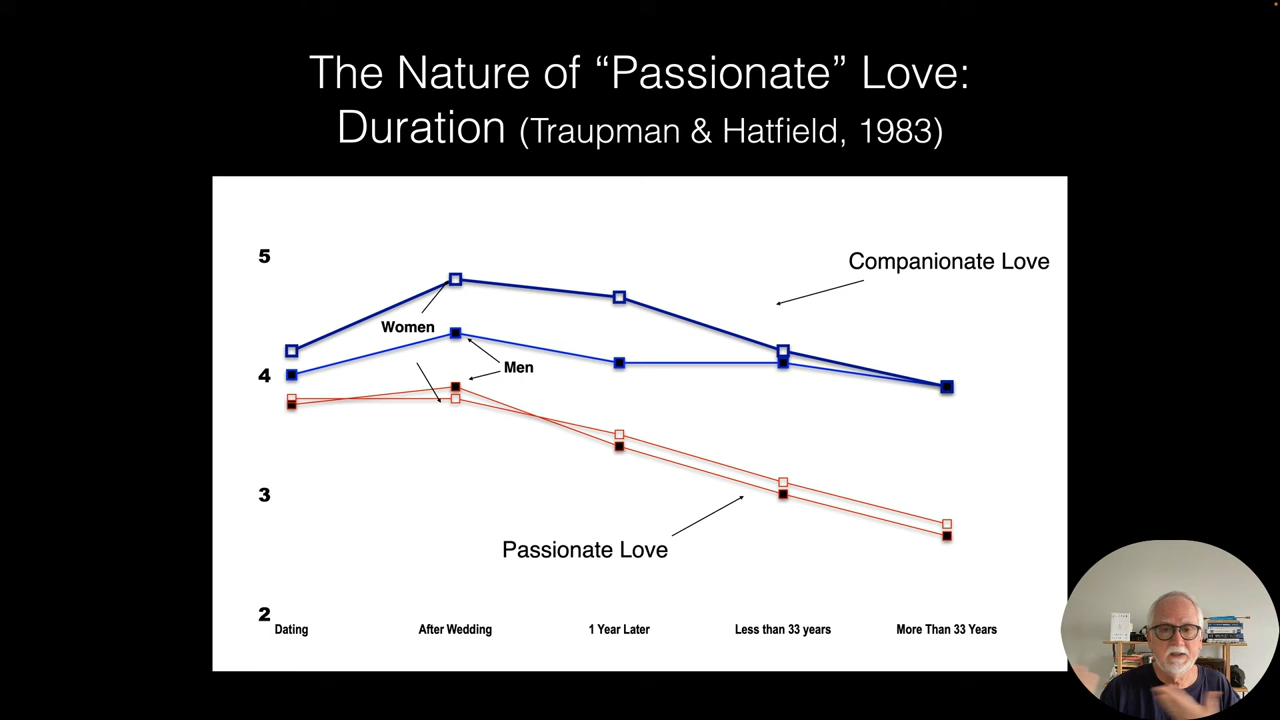 The Nature of “Passionate” Love:
Duration (Traupman & Hatfield, 1983)
5
Companionate Love
Women
Men
4
3
Passionate Love
2
Dating
After Wedding
1 Year Later
Less than 33 years
More Than 33 Years